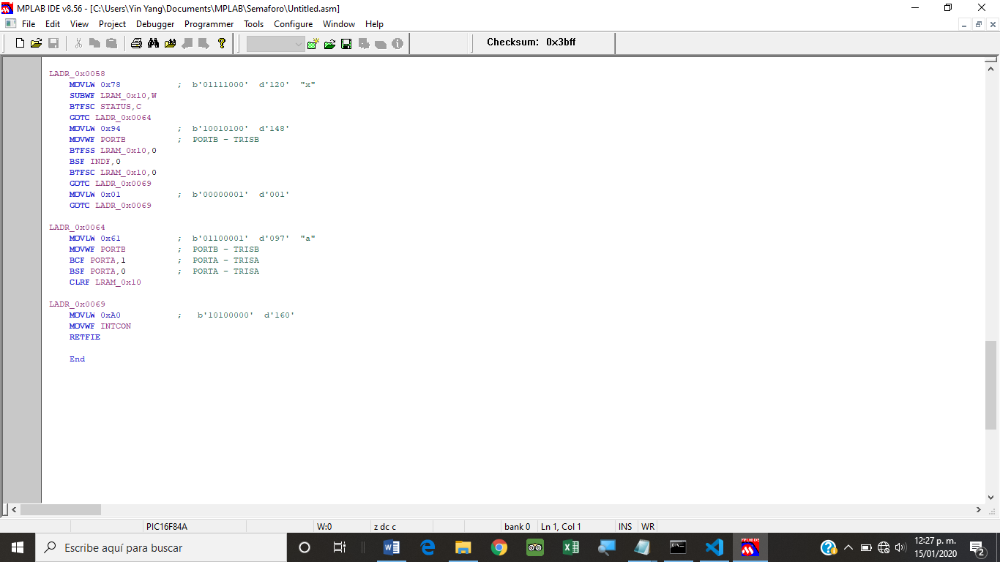 MPLAB IDE v8.56 - [C:\Users\Yin Yang\Documents\MPLAB\Semaforo\Untitled.asm]
File Edit View Project Debugger Programmer Tools Configure Window Help
Checksum: 0x3bff
LADR_0x0058
MOVLW 0x78 ; b'01111000' d'120' "x"
SUBWF LRAM_0x10,W
BTFSC STATUS,C
GOTO LADR_0x0064
MOVLW 0x94 ; b'10010100' d'148'
MOVWF PORTB ; PORTB - TRISB
BTFSS LRAM_0x10,0
BSF INDF,0
BTFSC LRAM_0x10,0
GOTO LADR_0x0069
MOVLW 0x01 ; b'00000001' d'001'
GOTO LADR_0x0069
LADR_0x0064
MOVLW 0x61 ; b'01100001' d'097' "a"
MOVWF PORTB ; PORTB - TRISB
BCF PORTA,1 ; PORTA - TRISA
BSF PORTA,0 ; PORTA - TRISA
CLRF LRAM_0x10
LADR_0x0069
MOVLW 0xA0 ; b'10100000' d'160'
MOVWF INTCON
RETFIE
End
PIC16F84A W:0 z dc c bank 0 Ln 1, Col 1 INS WR
Escribe aquí para buscar
12:27 p. m.
15/01/2020
2